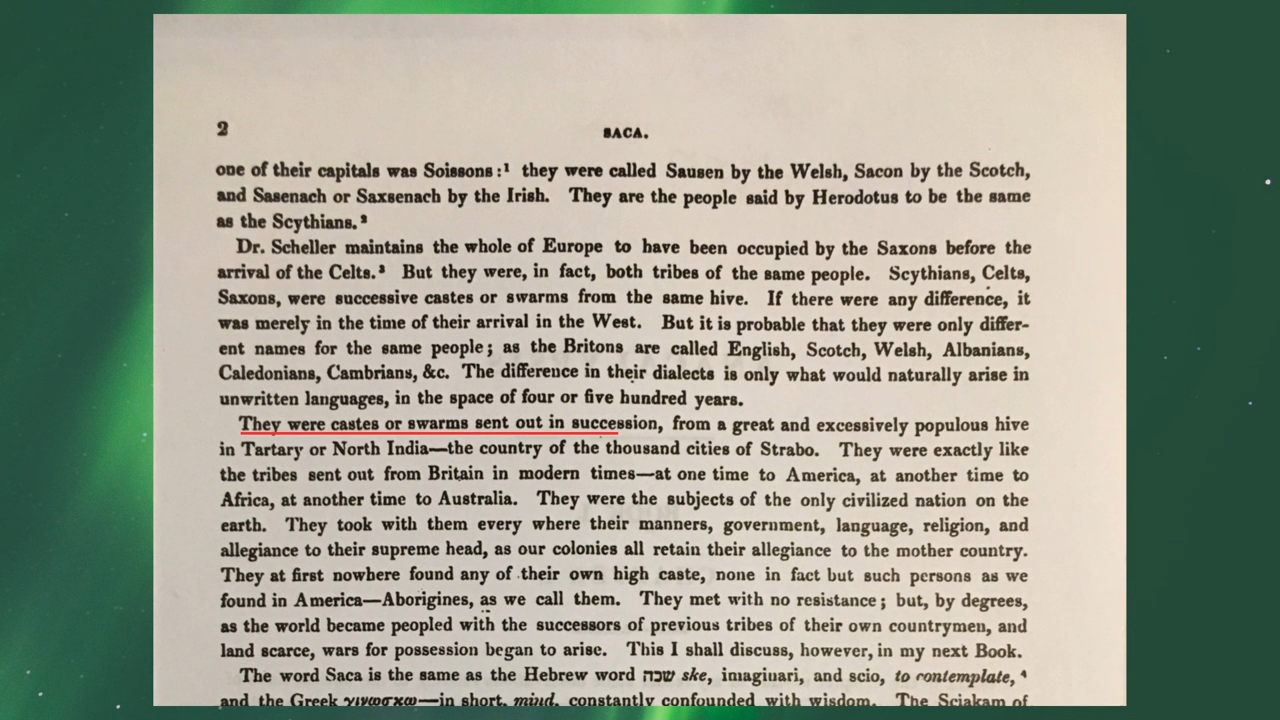 2
SACA.
one of their capitals was Soissons:¹ they were called Sausen by the Welsh, Sacon by the Scotch,
and Sasenach or Saxsenach by the Irish. They are the people said by Herodotus to be the same
as the Scythians.²
Dr. Scheller maintains the whole of Europe to have been occupied by the Saxons before the
arrival of the Celts.³ But they were, in fact, both tribes of the same people. Scythians, Celts,
Saxons, were successive castes or swarms from the same hive. If there were any difference, it
was merely in the time of their arrival in the West. But it is probable that they were only differ-
ent names for the same people; as the Britons are called English, Scotch, Welsh, Albanians,
Caledonians, Cambrians, &c. The difference in their dialects is only what would naturally arise in
unwritten languages, in the space of four or five hundred years.
They were castes or swarms sent out in succession, from a great and excessively populous hive
in Tartary or North India—the country of the thousand cities of Strabo. They were exactly like
the tribes sent out from Britain in modern times—at one time to America, at another time to
Africa, at another time to Australia. They were the subjects of the only civilized nation on the
earth. They took with them every where their manners, government, language, religion, and
allegiance to their supreme head, as our colonies all retain their allegiance to the mother country.
They at first nowhere found any of their own high caste, none in fact but such persons as we
found in America—Aborigines, as we call them. They met with no resistance; but, by degrees,
as the world became peopled with the successors of previous tribes of their own countrymen, and
land scarce, wars for possession began to arise. This I shall discuss, however, in my next Book.
The word Saca is the same as the Hebrew word שכה ske, imaginari, and scio, to contemplate,⁴
and the Greek γινωσκω—in short, mind, constantly confounded with wisdom. The Sciakam of